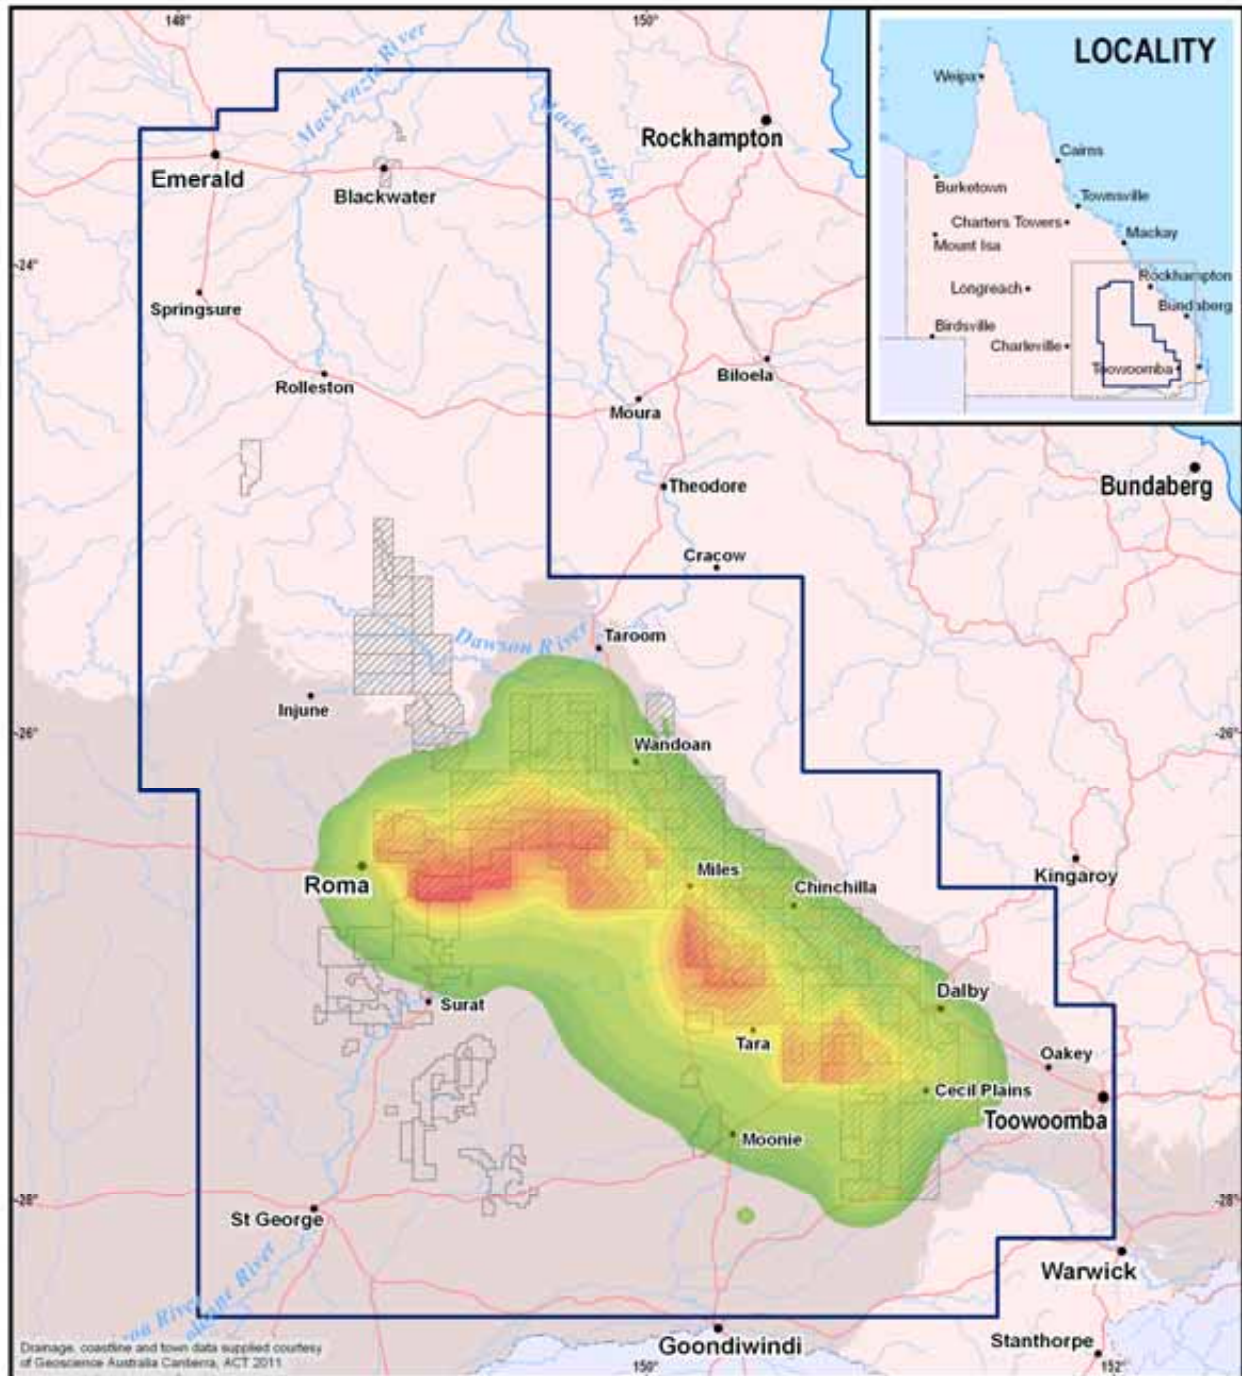 148°
150°
LOCALITY
Weipa
Cairns
Burketown
Townsville
Charters Towers
Mount Isa
Mackay
Longreach
Rockhampton
Bundaberg
Birdsville
Charleville
Toowoomba
Mackenzie River
Mackenzie River
Rockhampton
Emerald
Blackwater
-24°
Springsure
Rolleston
Biloela
Moura
Theodore
Bundaberg
Cracow
Dawson River
Taroom
Injune
-26°
-26°
Wandoan
Roma
Miles
Chinchilla
Kingaroy
Surat
Dalby
Tara
Oakey
Cecil Plains
Toowoomba
Moonie
-28°
-28°
St George
Warwick
River
River
Goondiwindi
Stanthorpe
Drainage, coastline and town data supplied courtesy
of Geoscience Australia Canberra, ACT 2011
150°
152°